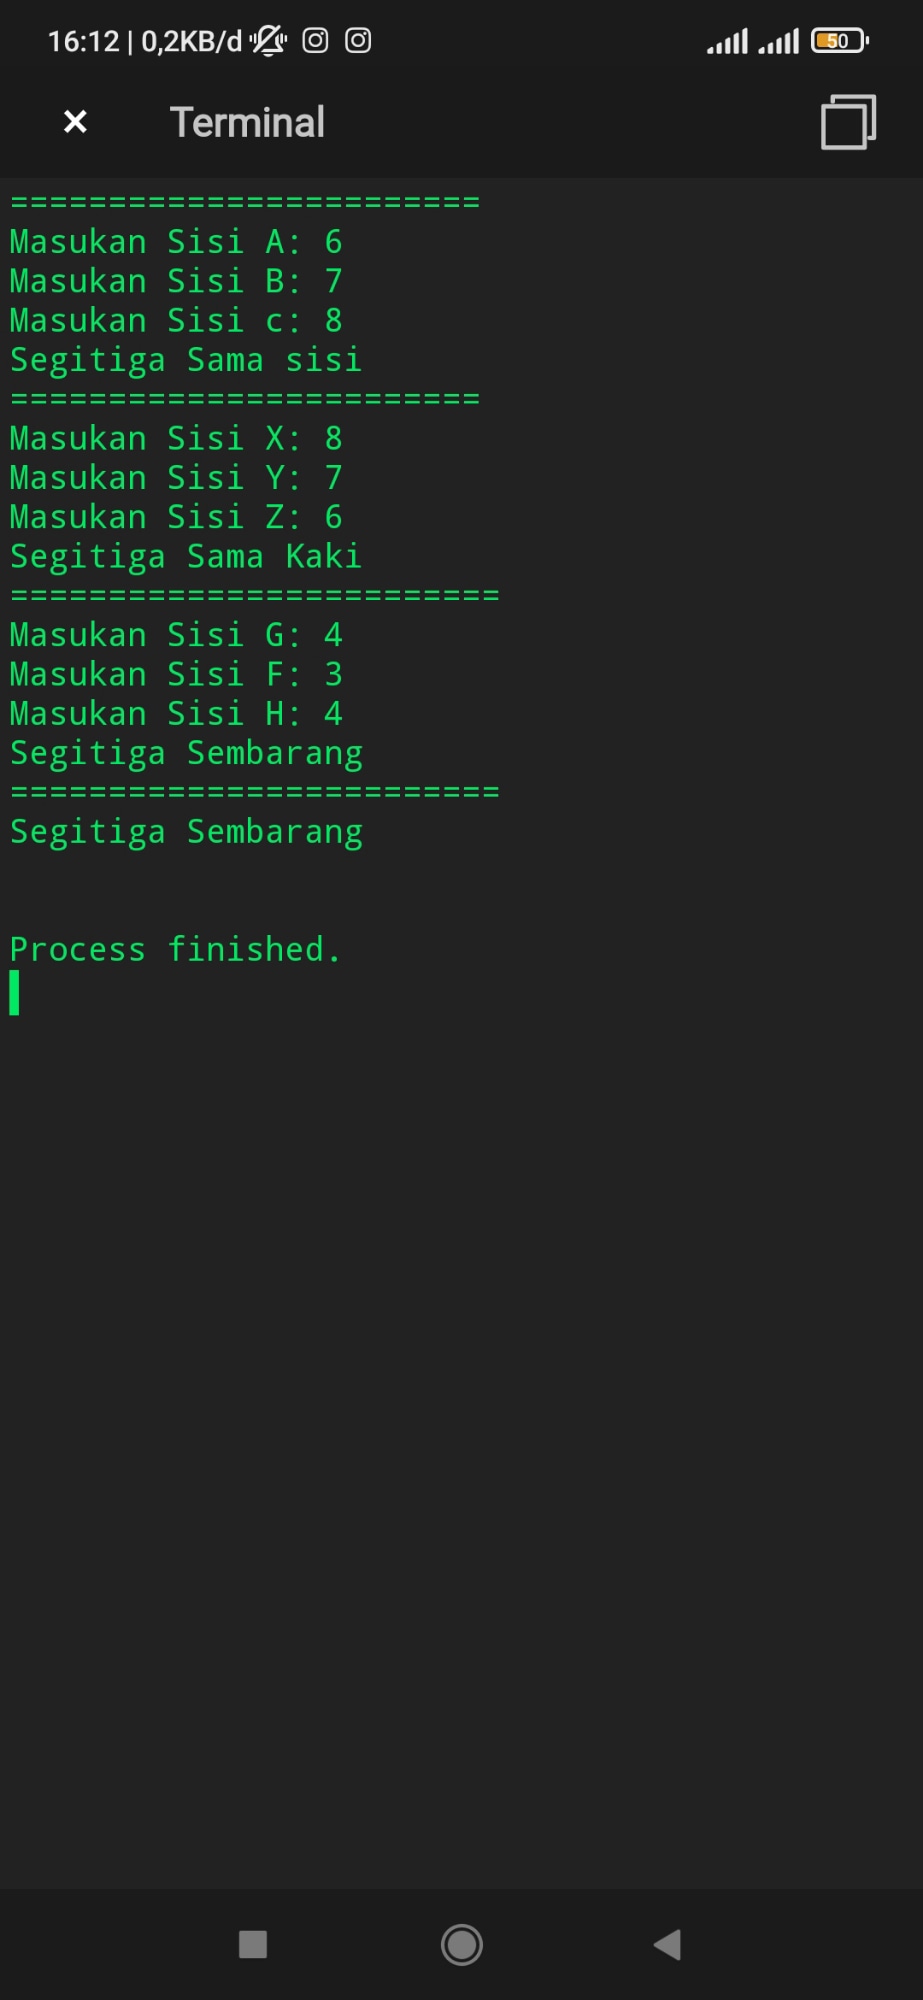 16:12 | 0,2KB/d
50
Terminal
========================
Masukan Sisi A: 6
Masukan Sisi B: 7
Masukan Sisi c: 8
Segitiga Sama sisi
========================
Masukan Sisi X: 8
Masukan Sisi Y: 7
Masukan Sisi Z: 6
Segitiga Sama Kaki
=========================
Masukan Sisi G: 4
Masukan Sisi F: 3
Masukan Sisi H: 4
Segitiga Sembarang
=========================
Segitiga Sembarang
Process finished.